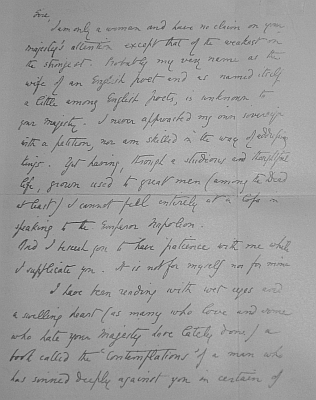 Sire,
I am only a woman and have no claim on your
Majesty's attention except that of the weakest on
the strongest. Probably my very name as the
wife of an English poet and as named itself
a little among English poets, is unknown to
your Majesty. I never approached my own sovereign
with a petition, nor am skilled in the way of addressing
kings. Yet having, through a studious and thoughtful
life, grown used to great men (among the Dead
at least) I cannot feel entirely at a loss in
speaking to the Emperor Napoleon.
And I beseech you to have patience with me while
I supplicate you. It is not for myself nor for mine
I have been reading with wet eyes and
a swelling heart (as many who love and some
who hate your Majesty have lately done) a
book called the 'Contemplations' of a man who
has sinned deeply against you in certain of